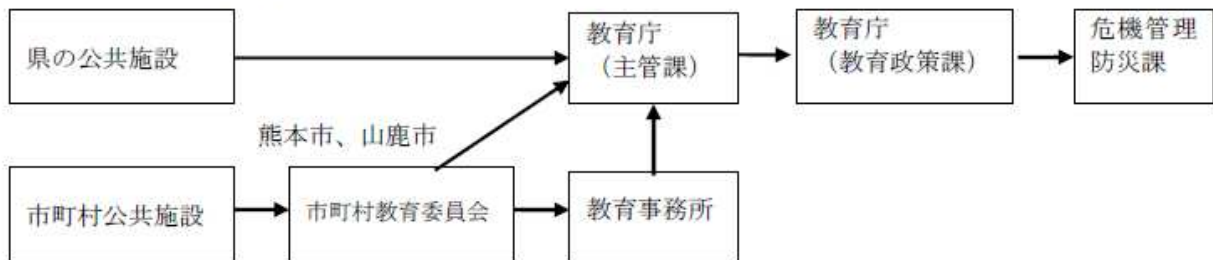 県の公共施設
教育庁
（主管課）
教育庁
（教育政策課）
危機管理
防災課
熊本市、山鹿市
市町村公共施設
市町村教育委員会
教育事務所